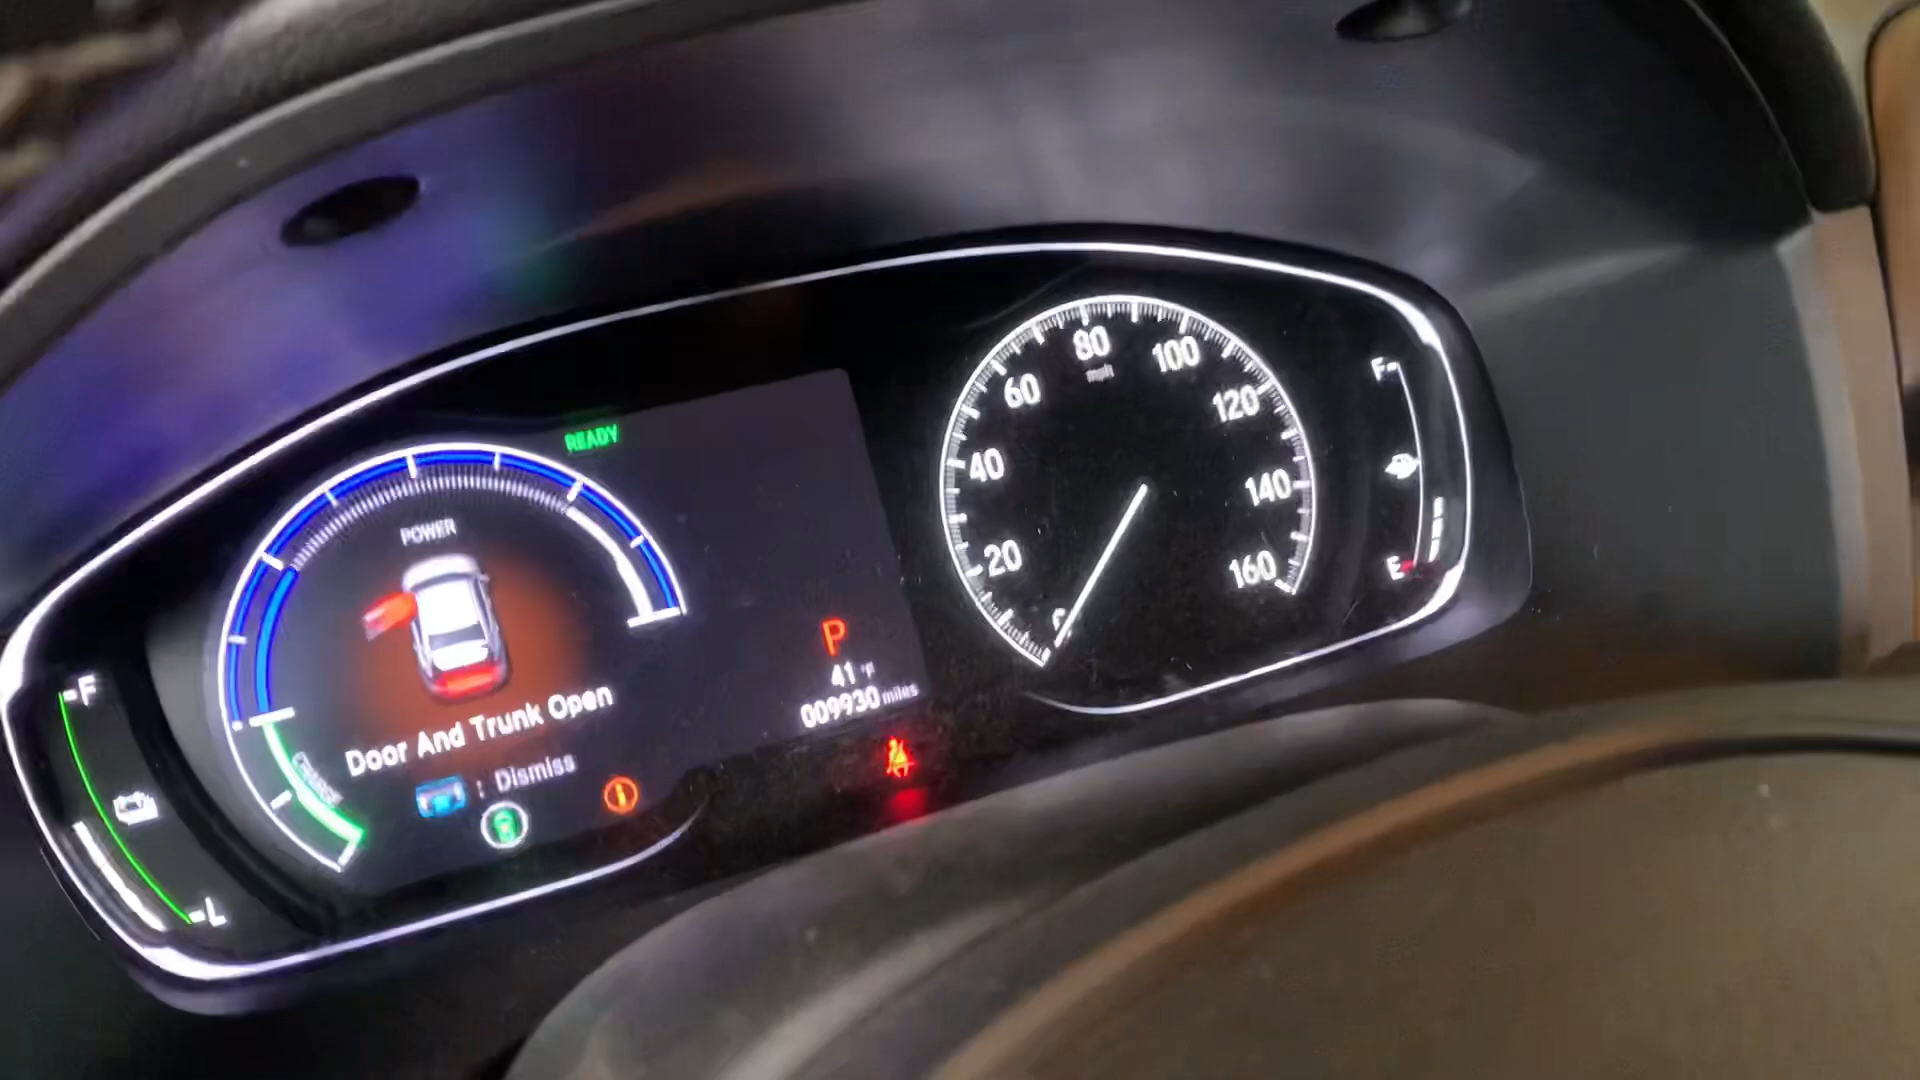 READY
POWER
Door And Trunk Open
: Dismiss
CHARGE
F
L
P
41 °F
009930 miles
20
40
60
80
mph
100
120
140
160
F
E